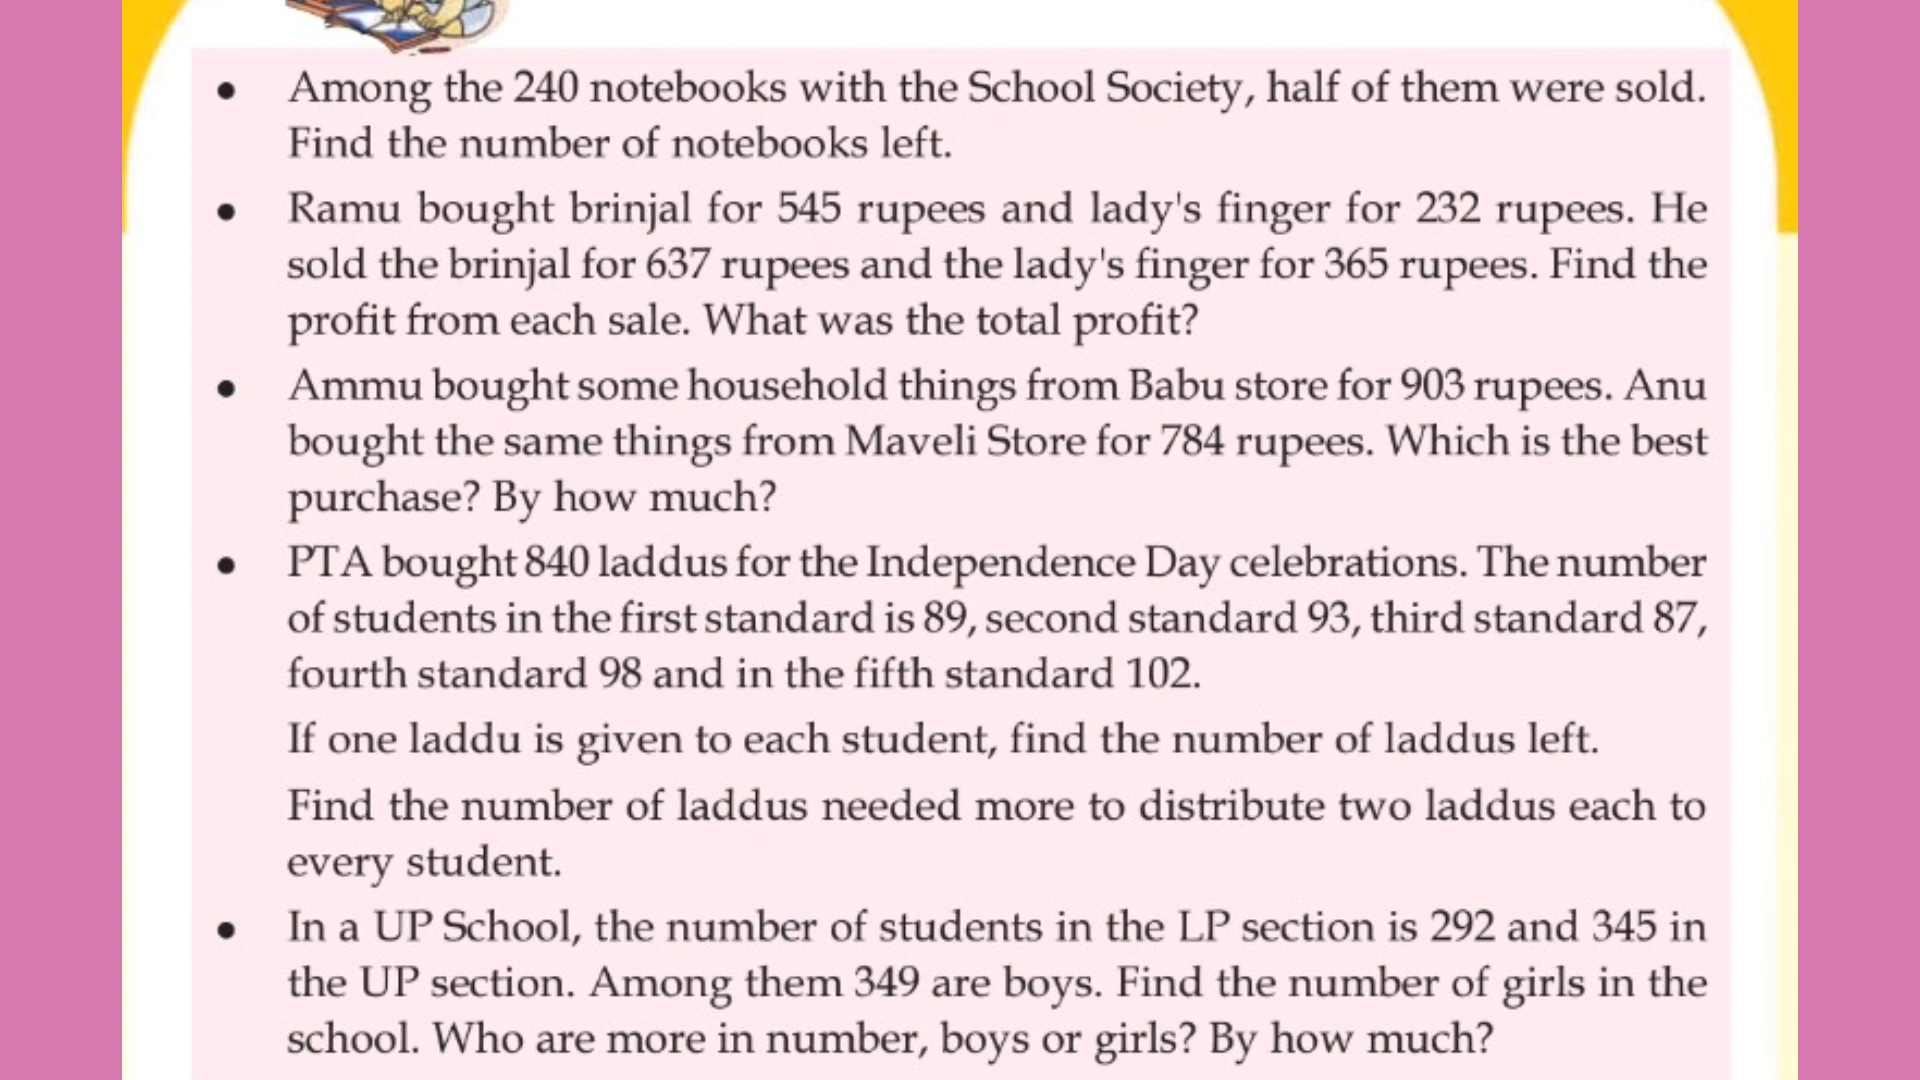 • Among the 240 notebooks with the School Society, half of them were sold.
Find the number of notebooks left.
• Ramu bought brinjal for 545 rupees and lady's finger for 232 rupees. He
sold the brinjal for 637 rupees and the lady's finger for 365 rupees. Find the
profit from each sale. What was the total profit?
• Ammu bought some household things from Babu store for 903 rupees. Anu
bought the same things from Maveli Store for 784 rupees. Which is the best
purchase? By how much?
• PTA bought 840 laddus for the Independence Day celebrations. The number
of students in the first standard is 89, second standard 93, third standard 87,
fourth standard 98 and in the fifth standard 102.
If one laddu is given to each student, find the number of laddus left.
Find the number of laddus needed more to distribute two laddus each to
every student.
• In a UP School, the number of students in the LP section is 292 and 345 in
the UP section. Among them 349 are boys. Find the number of girls in the
school. Who are more in number, boys or girls? By how much?